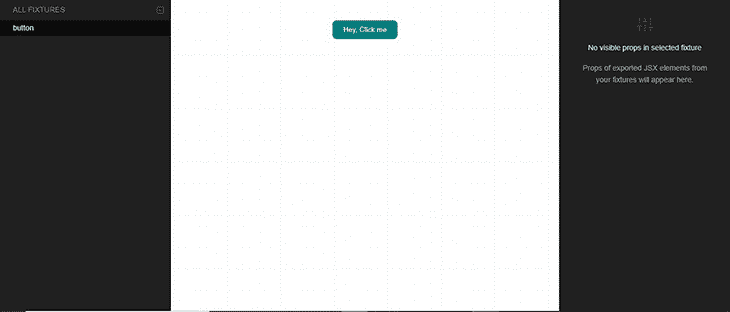 ALL FIXTURES
button
Hey, Click me
No visible props in selected fixture
Props of exported JSX elements from
your fixtures will appear here.